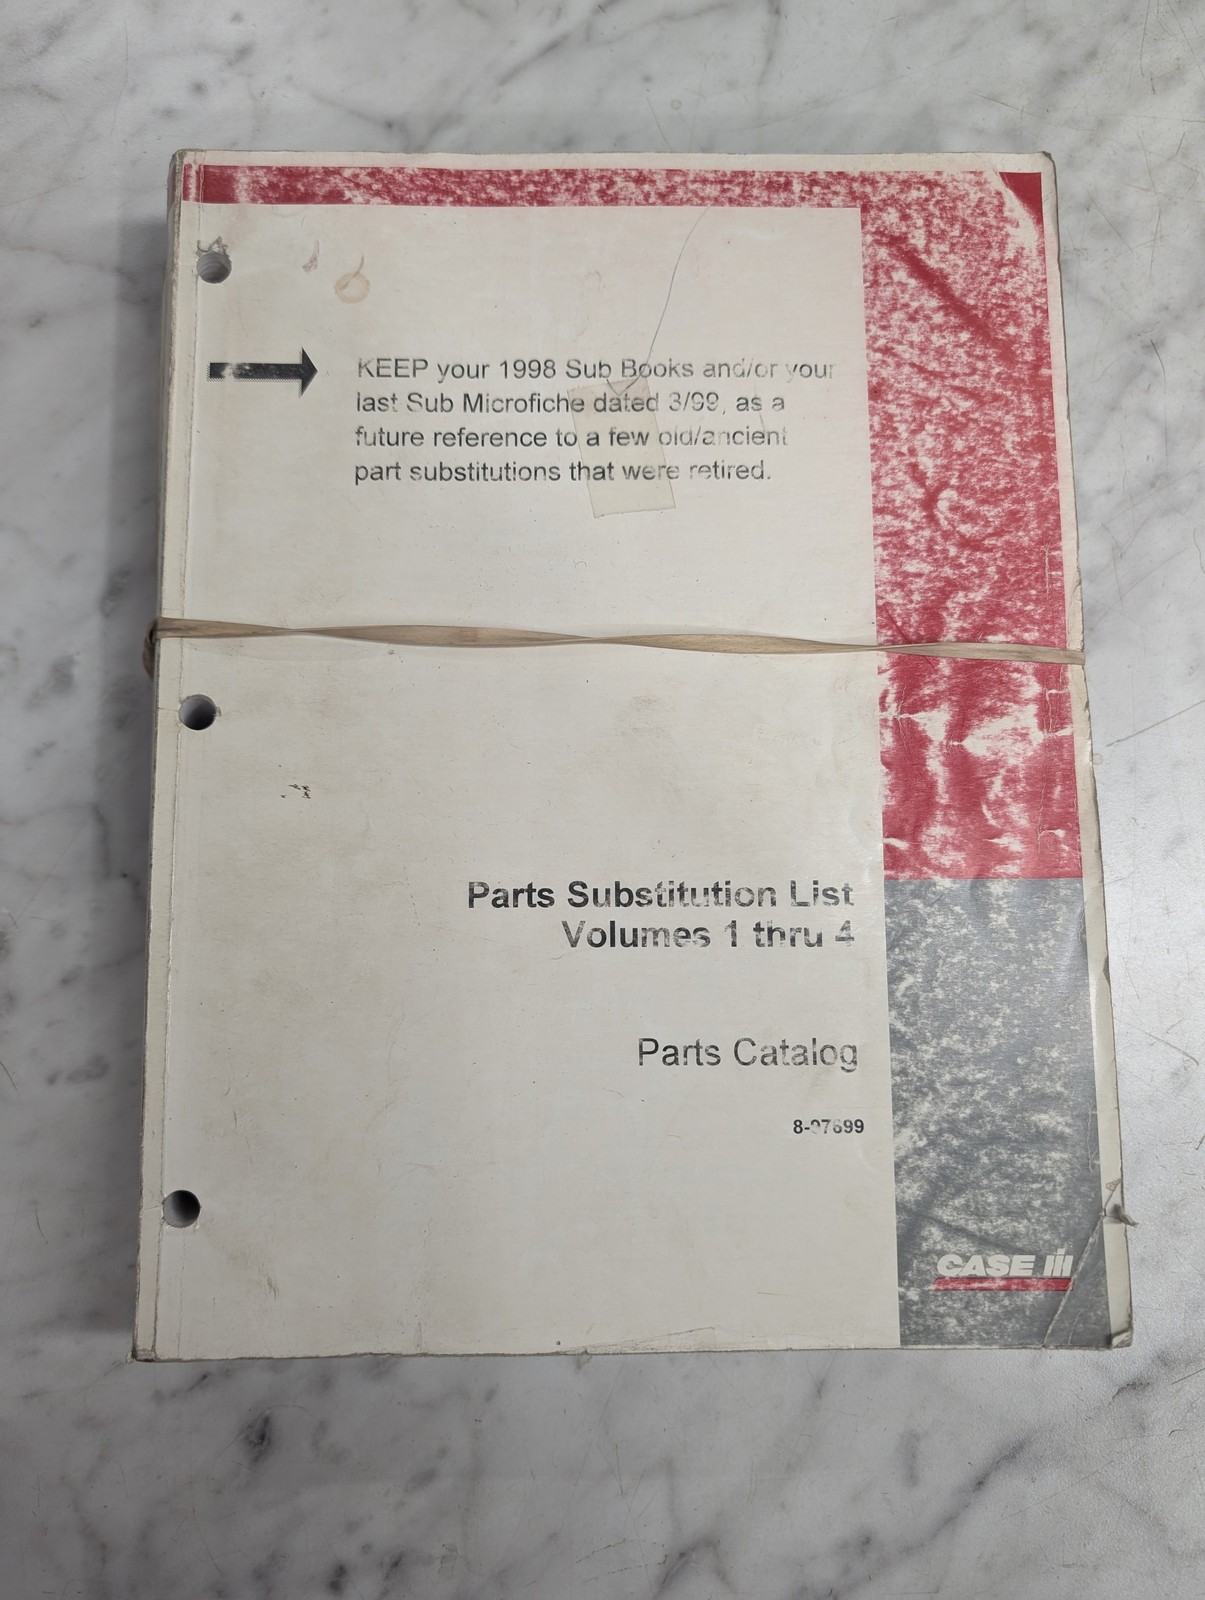 KEEP your 1998 Sub Books and/or your
last Sub Microfiche dated 3/99, as a
future reference to a few old/ancient
part substitutions that were retired.
Parts Substitution List
Volumes 1 thru 4
Parts Catalog
CASE IH